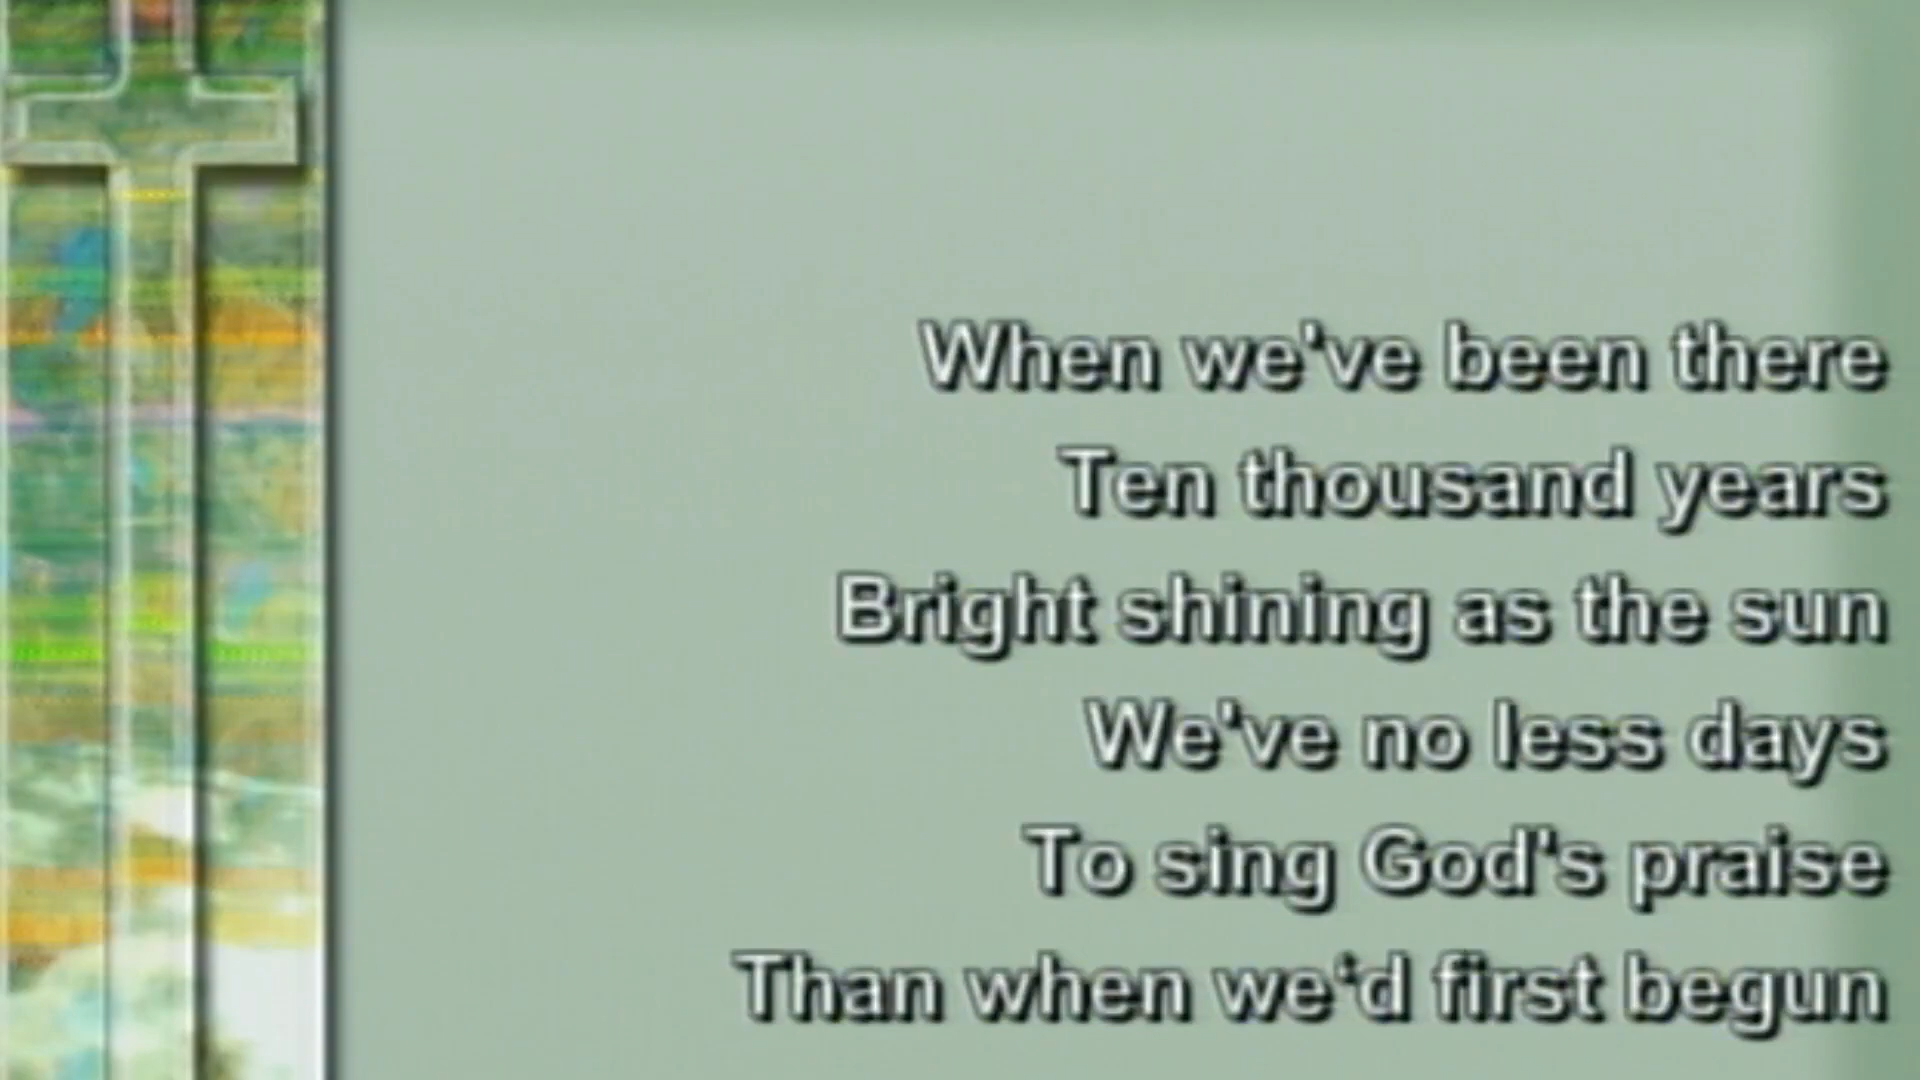 When we've been there
Ten thousand years
Bright shining as the sun
We've no less days
To sing God's praise
Than when we‘d first begun